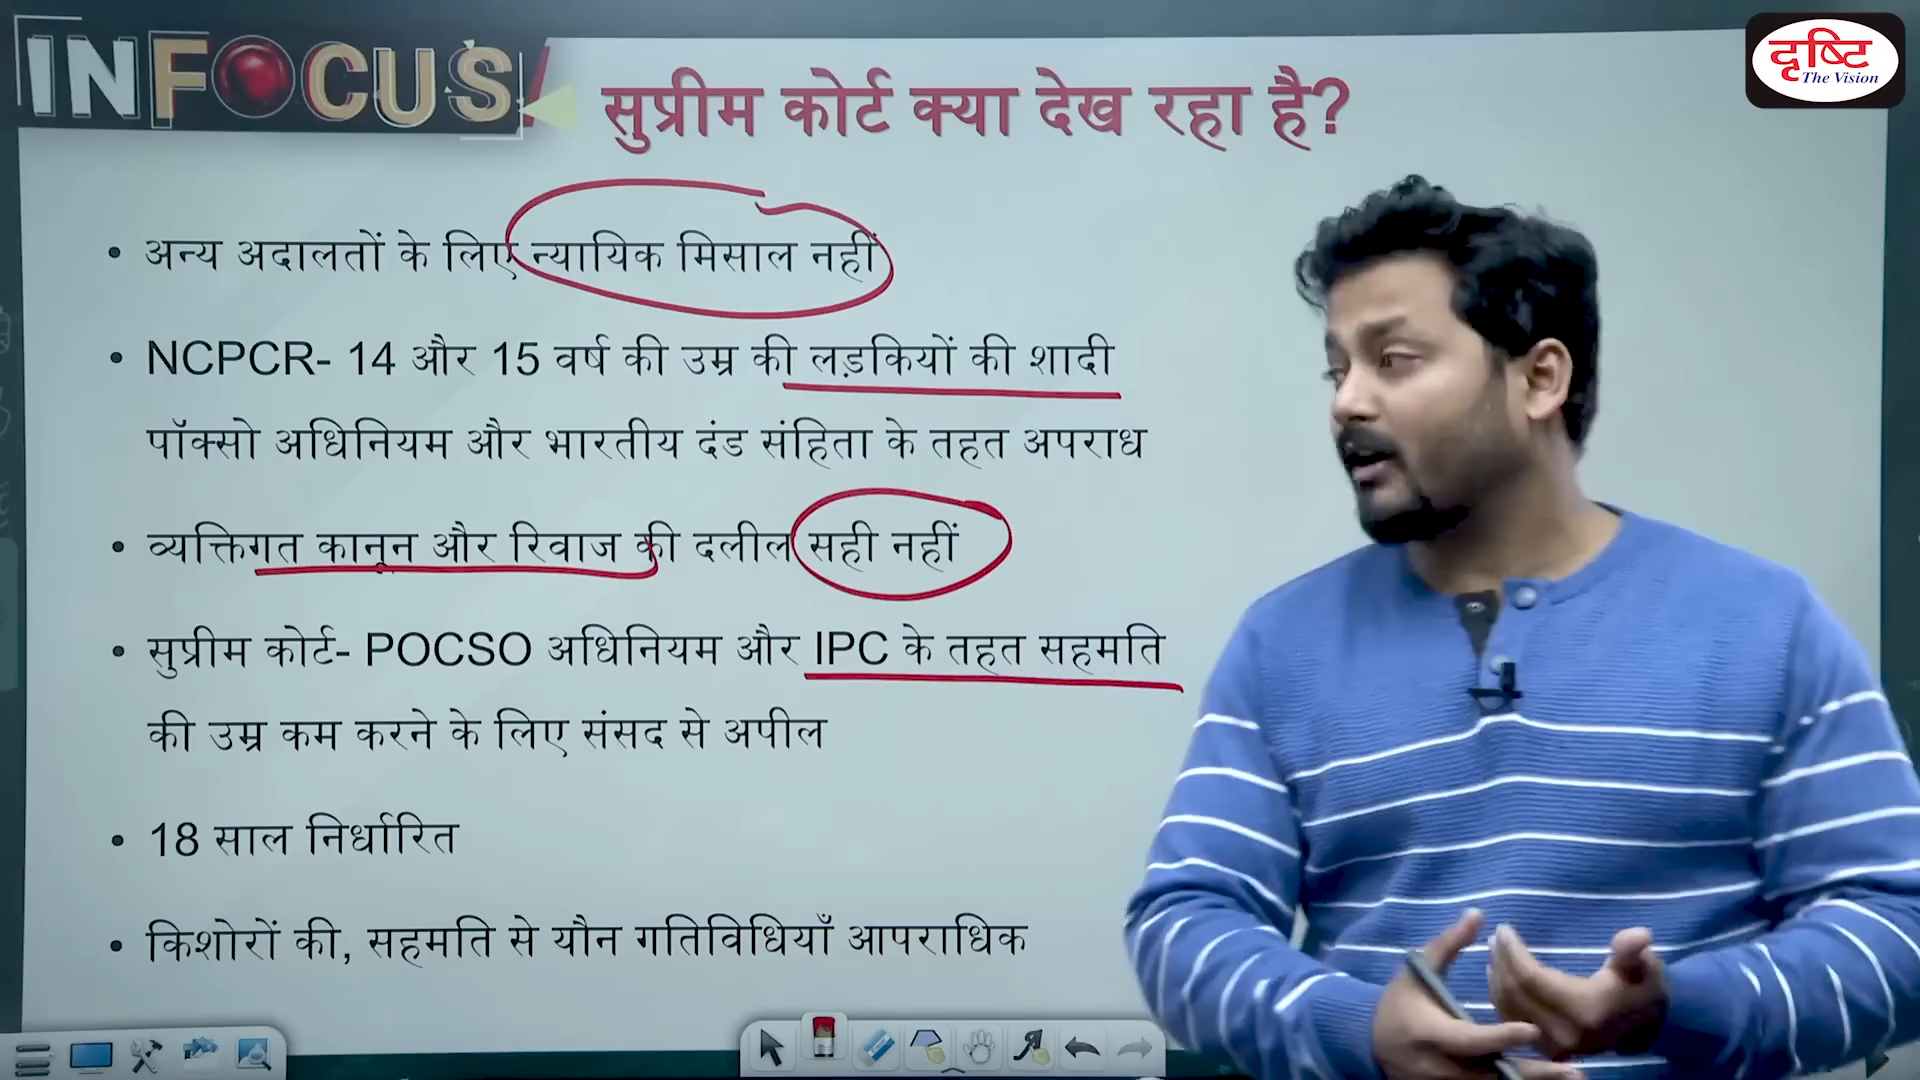 INFOCUS!
सुप्रीम कोर्ट क्या देख रहा है?
दृष्टि
The Vision
• अन्य अदालतों के लिए न्यायिक मिसाल नहीं
• NCPCR- 14 और 15 वर्ष की उम्र की लड़कियों की शादी
पॉक्सो अधिनियम और भारतीय दंड संहिता के तहत अपराध
• व्यक्तिगत कानून और रिवाज की दलील सही नहीं
• सुप्रीम कोर्ट- POCSO अधिनियम और IPC के तहत सहमति
की उम्र कम करने के लिए संसद से अपील
• 18 साल निर्धारित
• किशोरों की, सहमति से यौन गतिविधियाँ आपराधिक